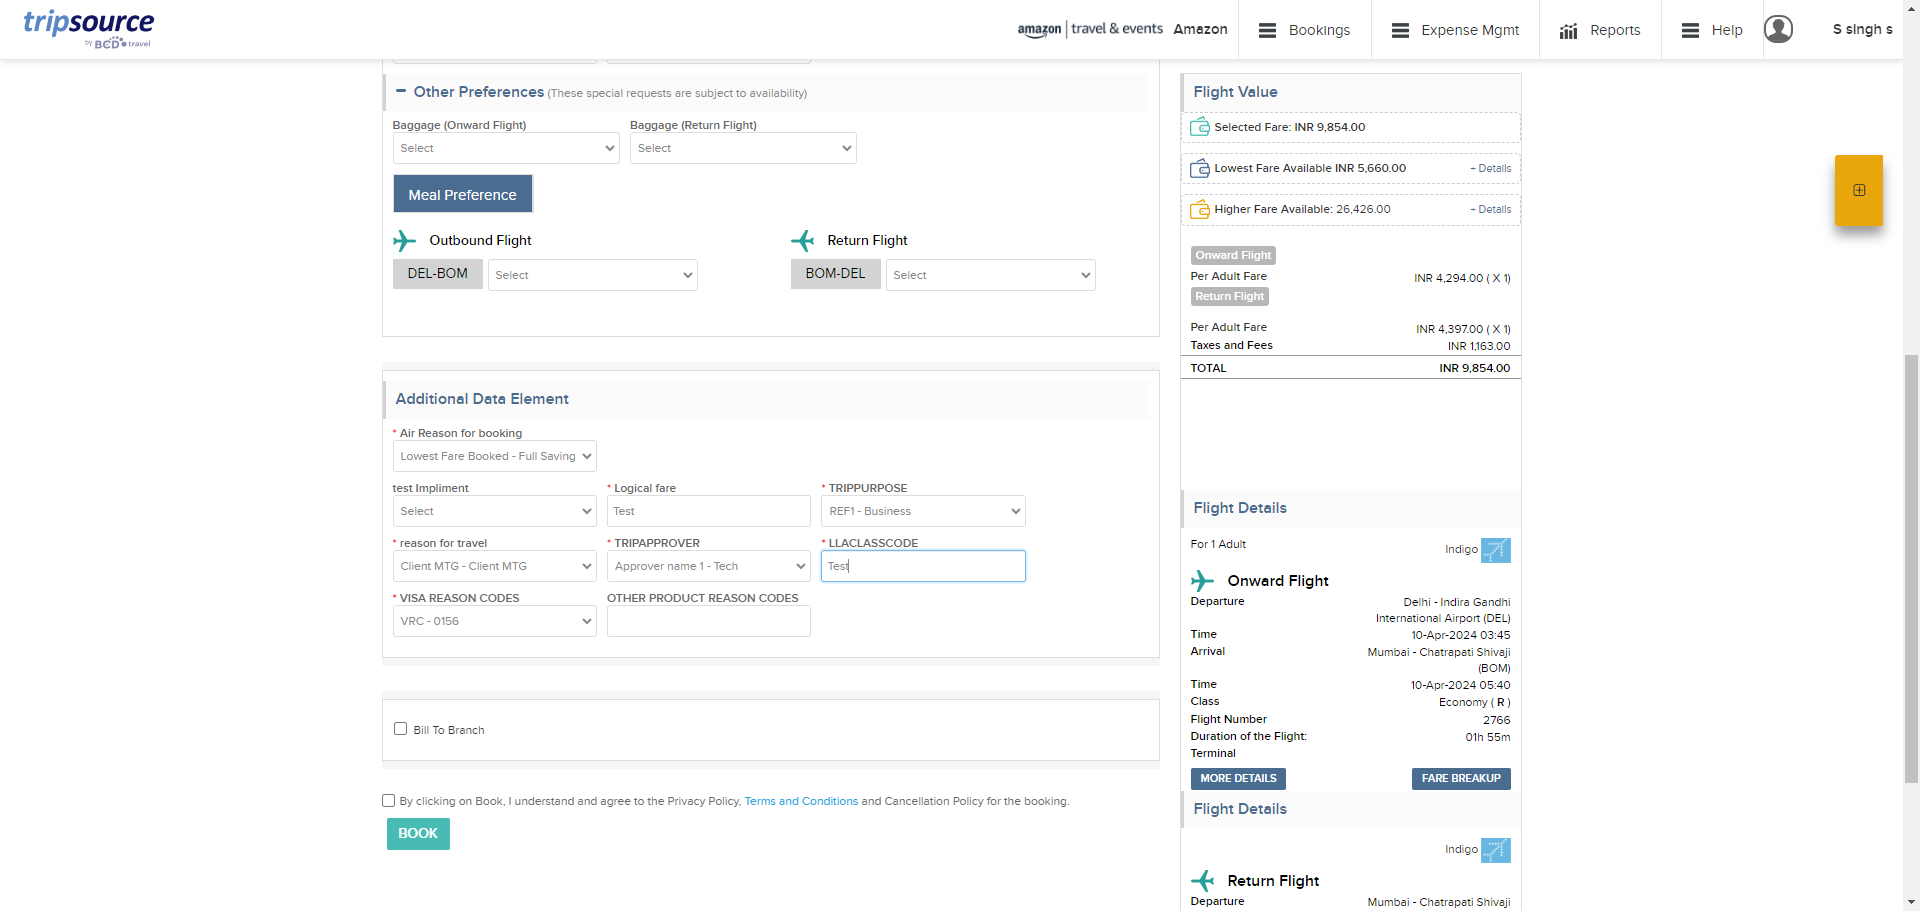 tripsource
by BCD travel
amazon | travel & events Amazon
Bookings
Expense Mgmt
Reports
Help
S singh s
Other Preferences (These special requests are subject to availability)
Baggage (Onward Flight)
Baggage (Return Flight)
Select
Select
Meal Preference
Outbound Flight
Return Flight
DEL-BOM
Select
BOM-DEL
Select
Additional Data Element
* Air Reason for booking
Lowest Fare Booked - Full Saving
test Impliment
* Logical fare
* TRIPPURPOSE
Select
Test
REF1 - Business
* reason for travel
* TRIPAPPROVER
* LLACLASSCODE
Client MTG - Client MTG
Approver name 1 - Tech
Test
* VISA REASON CODES
OTHER PRODUCT REASON CODES
VRC - 0156
Bill To Branch
By clicking on Book, I understand and agree to the Privacy Policy, Terms and Conditions and Cancellation Policy for the booking.
BOOK
Flight Value
Selected Fare: INR 9,854.00
Lowest Fare Available INR 5,660.00 + Details
Higher Fare Available: 26,426.00 + Details
Onward Flight
Per Adult Fare INR 4,294.00 ( X 1)
Return Flight
Per Adult Fare INR 4,397.00 ( X 1)
Taxes and Fees INR 1,163.00
TOTAL INR 9,854.00
Flight Details
For 1 Adult Indigo
Onward Flight
Departure Delhi - Indira Gandhi
International Airport (DEL)
Time 10-Apr-2024 03:45
Arrival Mumbai - Chatrapati Shivaji
(BOM)
Time 10-Apr-2024 05:40
Class Economy ( R )
Flight Number 2766
Duration of the Flight: 01h 55m
Terminal
MORE DETAILS FARE BREAKUP
Flight Details
Indigo
Return Flight
Departure Mumbai - Chatrapati Shivaji